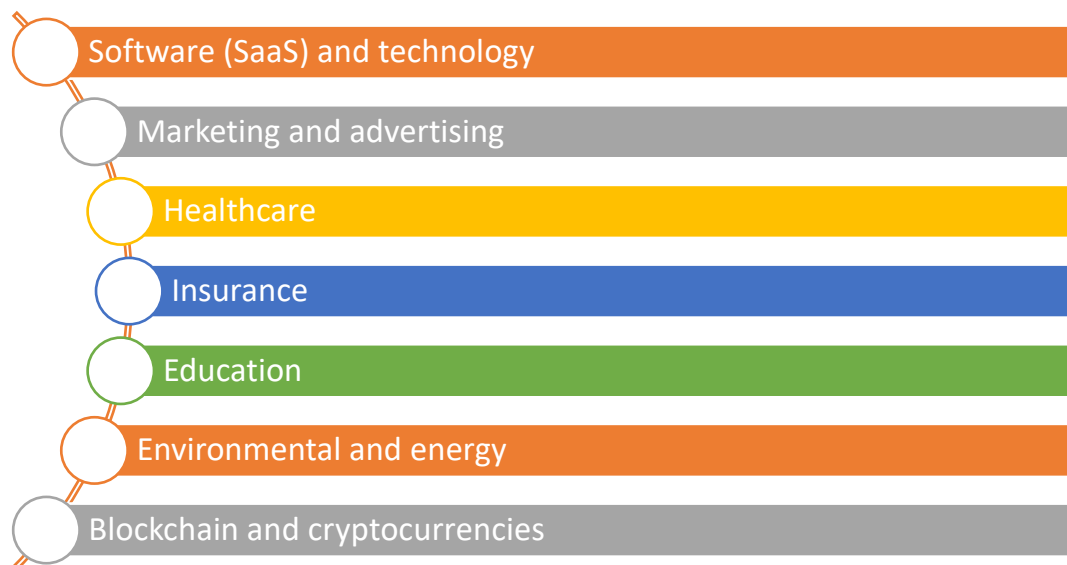 Software (SaaS) and technology
Marketing and advertising
Healthcare
Insurance
Education
Environmental and energy
Blockchain and cryptocurrencies